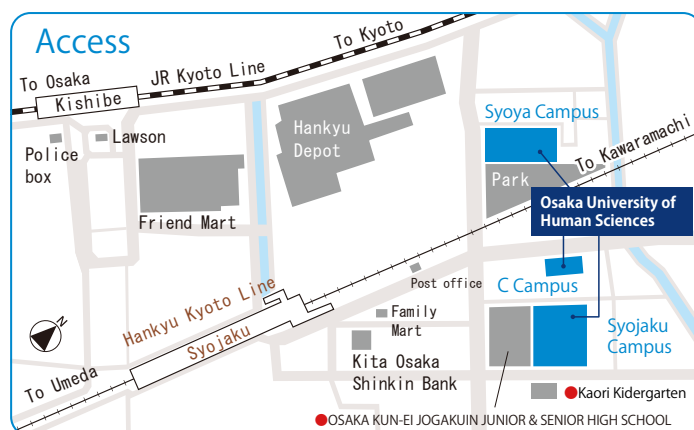 Access
To Osaka
JR Kyoto Line
To Kyoto
Kishibe
Police
box
Lawson
Friend Mart
Hankyu
Depot
Syoya Campus
To Kawaramachi
Park
Osaka University of
Human Sciences
C Campus
Syojaku
Campus
Post office
Family
Mart
Kita Osaka
Shinkin Bank
Hankyu Kyoto Line
Syojaku
N
To Umeda
Kaori Kidergarten
OSAKA KUN-EI JOGAKUIN JUNIOR & SENIOR HIGH SCHOOL